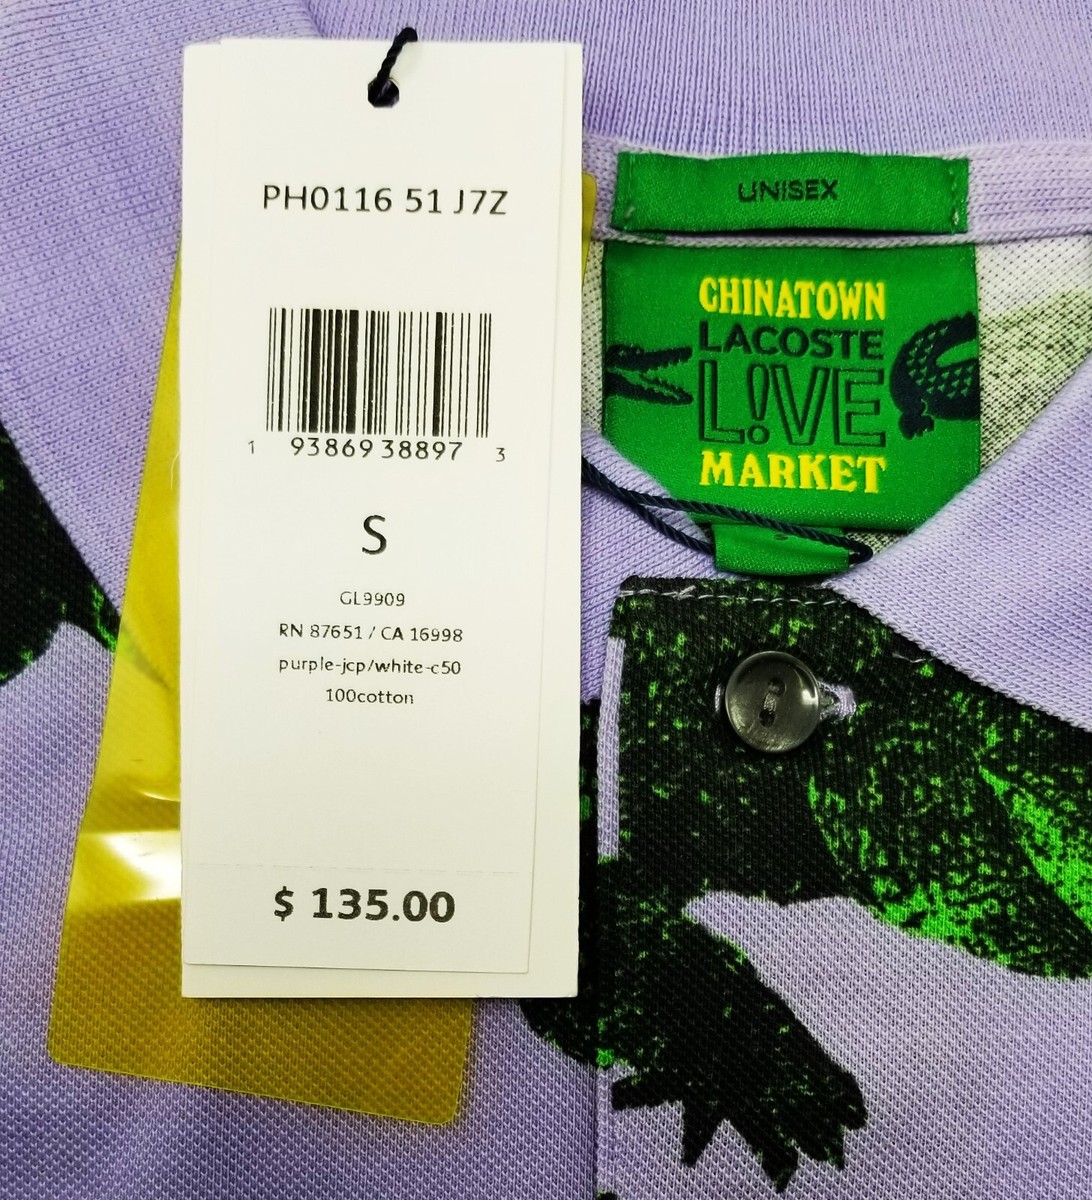 PH0116 51 J7Z
1 93869 38897 3
S
GL9909
RN 87651 / CA 16998
purple-jcp/white-c50
100cotton
$ 135.00
UNISEX
CHINATOWN
LACOSTE
L!VE
MARKET
S